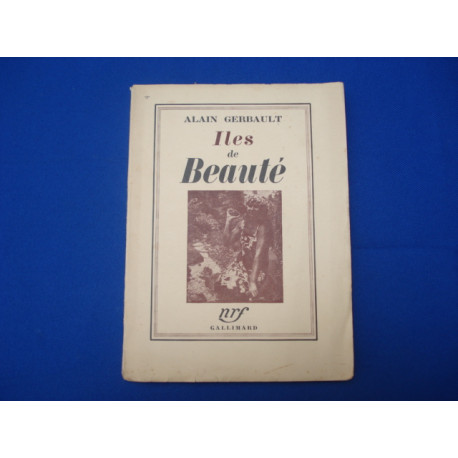 ALAIN GERBAULT
Iles
de
Beauté
nrf
GALLIMARD